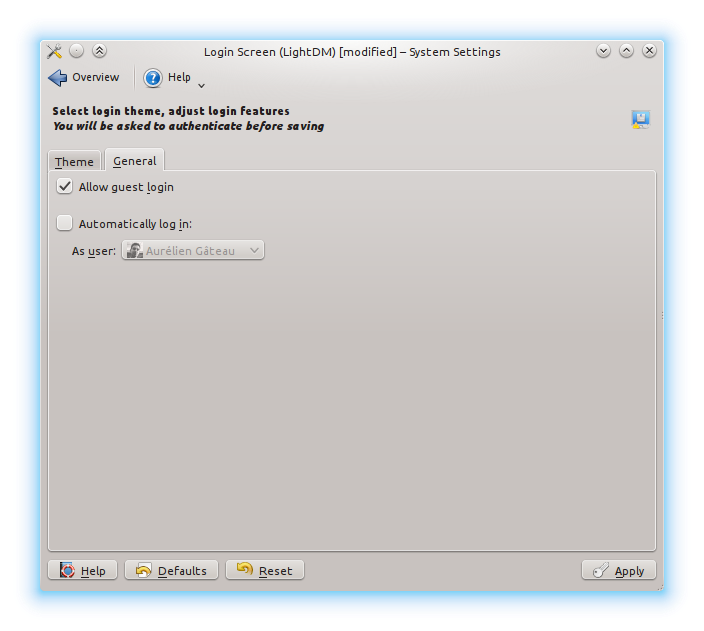 Login Screen (LightDM) [modified] – System Settings
Overview Help
Select login theme, adjust login features
You will be asked to authenticate before saving
Theme General
Allow guest login
Automatically log in:
As user: Aurélien Gâteau
Help Defaults Reset Apply